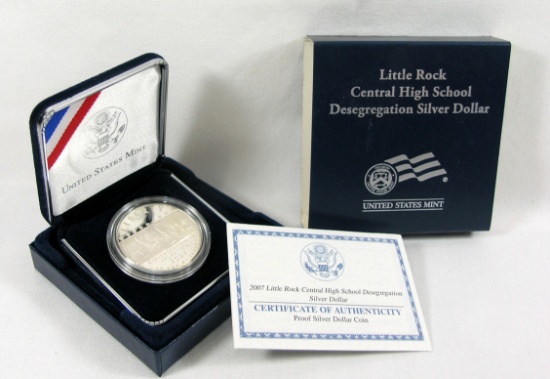 UNITED STATES MINT
Little Rock
Central High School
Desegregation Silver Dollar
UNITED STATES MINT
2007 Little Rock Central High School Desegregation
Silver Dollar
CERTIFICATE OF AUTHENTICITY
Proof Silver Dollar Coin